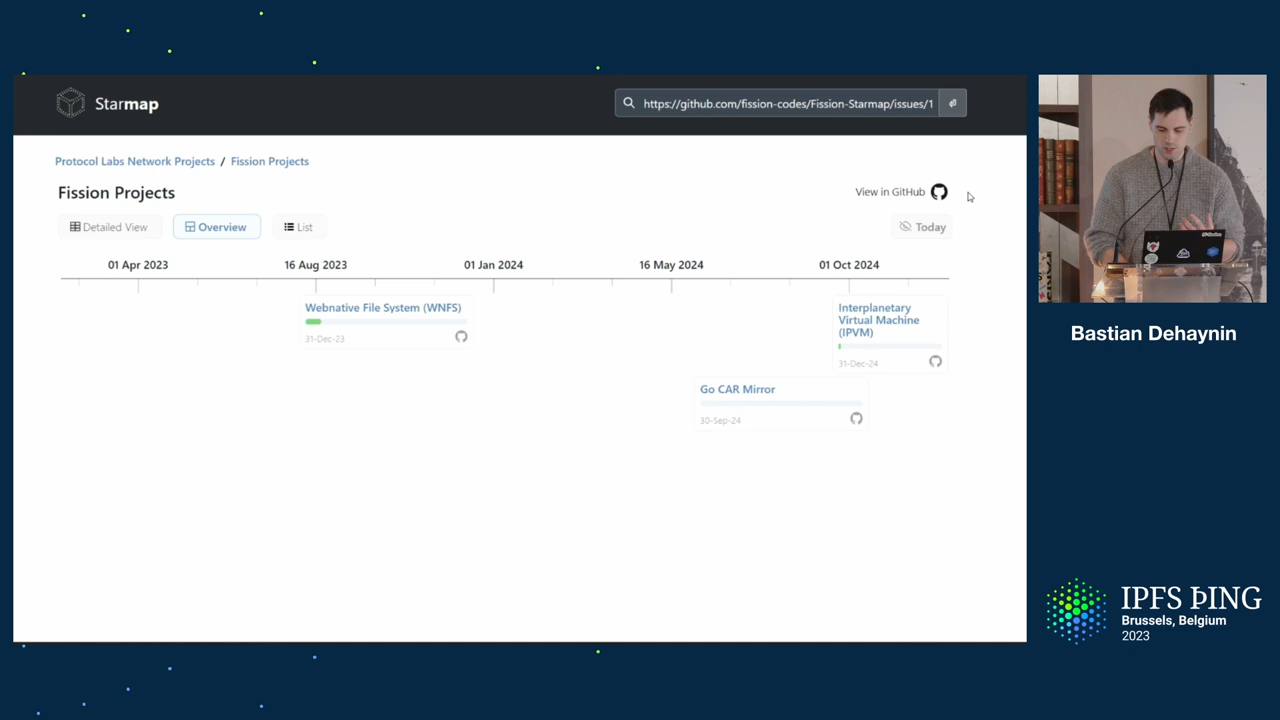 Starmap
https://github.com/fission-codes/Fission-Starmap/issues/1
Protocol Labs Network Projects / Fission Projects
Fission Projects
View in GitHub
Detailed View
Overview
List
Today
01 Apr 2023
16 Aug 2023
01 Jan 2024
16 May 2024
01 Oct 2024
Webnative File System (WNFS)
31-Dec-23
Interplanetary
Virtual Machine
(IPVM)
31-Dec-24
Go CAR Mirror
30-Sep-24
Bastian Dehaynin
IPFS ÞING
Brussels, Belgium
2023